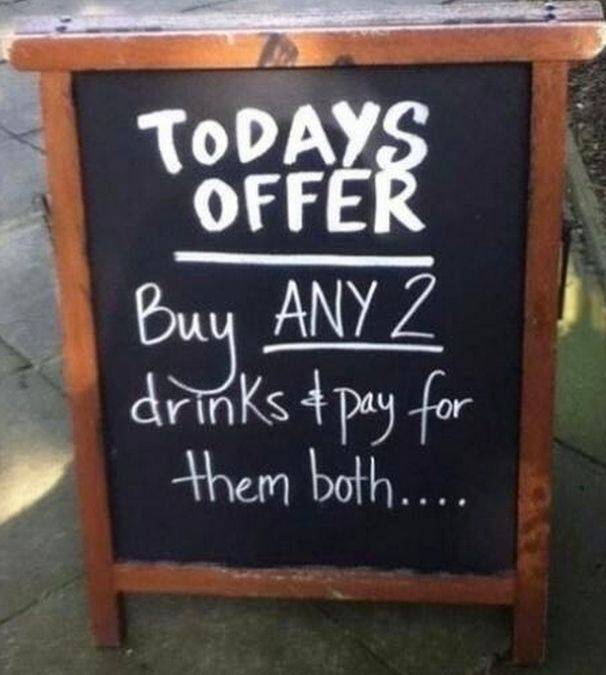 TODAYS
OFFER
Buy ANY 2
drinks & pay for
them both....